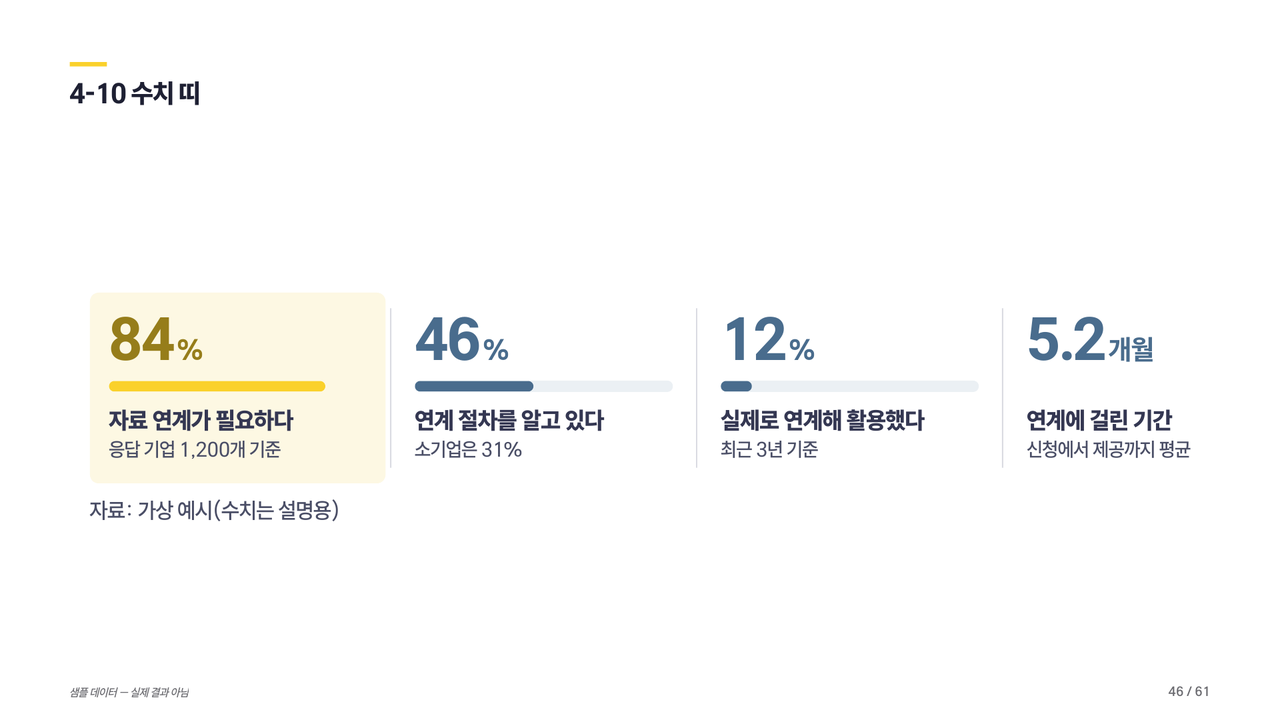 4-10 수치 띠
84%
자료 연계가 필요하다
응답 기업 1,200개 기준
46%
연계 절차를 알고 있다
소기업은 31%
12%
실제로 연계해 활용했다
최근 3년 기준
5.2개월
연계에 걸린 기간
신청에서 제공까지 평균
자료: 가상 예시(수치는 설명용)
샘플 데이터 — 실제 결과 아님
46 / 61